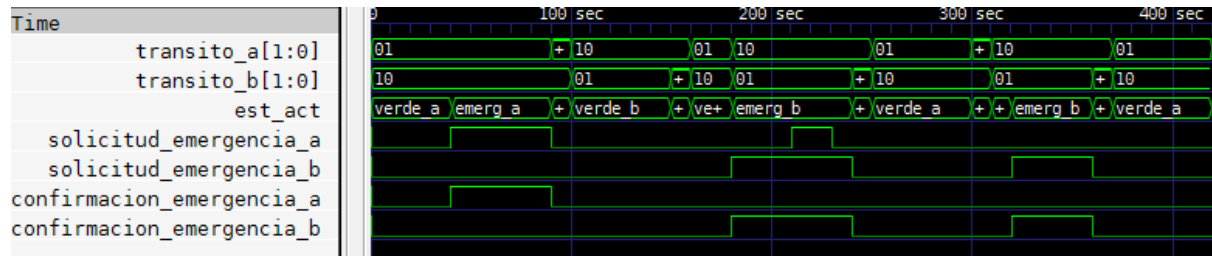 Time 0 100 sec 200 sec 300 sec 400 sec
transito_a[1:0] 01 + 10 01 10 01 + 10 01
transito_b[1:0] 10 01 + 10 01 + 10 01 + 10
est_act verde_a emerg_a + verde_b + ve+ emerg_b + verde_a + + emerg_b + verde_a
solicitud_emergencia_a
solicitud_emergencia_b
confirmacion_emergencia_a
confirmacion_emergencia_b